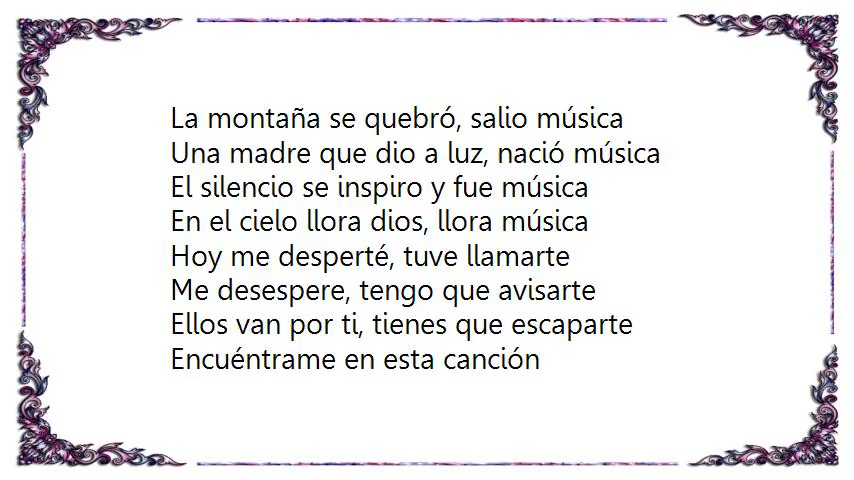 La montaña se quebró, salio música
Una madre que dio a luz, nació música
El silencio se inspiro y fue música
En el cielo llora dios, llora música
Hoy me desperté, tuve llamarte
Me desespere, tengo que avisarte
Ellos van por ti, tienes que escaparte
Encuéntrame en esta canción